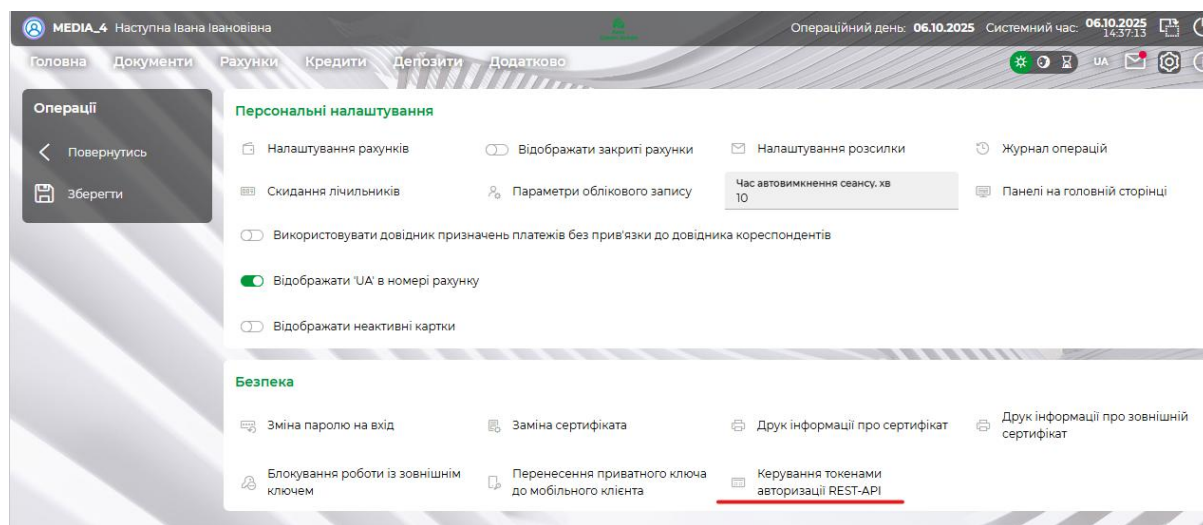 MEDIA_4 Наступна Івана Івановівна
Операційний день: 06.10.2025 Системний час: 06.10.2025
14:37:13
Головна Документи Рахунки Кредити Депозити Додатково
UA
Операції
Повернутись
Зберегти
Персональні налаштування
Налаштування рахунків
Відображати закриті рахунки
Налаштування розсилки
Журнал операцій
Скидання лічильників
Параметри облікового запису
Час автовимкнення сеансу, хв
10
Панелі на головній сторінці
Використовувати довідник призначень платежів без прив'язки до довідника кореспондентів
Відображати 'UA' в номері рахунку
Відображати неактивні картки
Безпека
Зміна паролю на вхід
Заміна сертифіката
Друк інформації про сертифікат
Друк інформації про зовнішній
сертифікат
Блокування роботи із зовнішнім
ключем
Перенесення приватного ключа
до мобільного клієнта
Керування токенами
авторизації REST-API